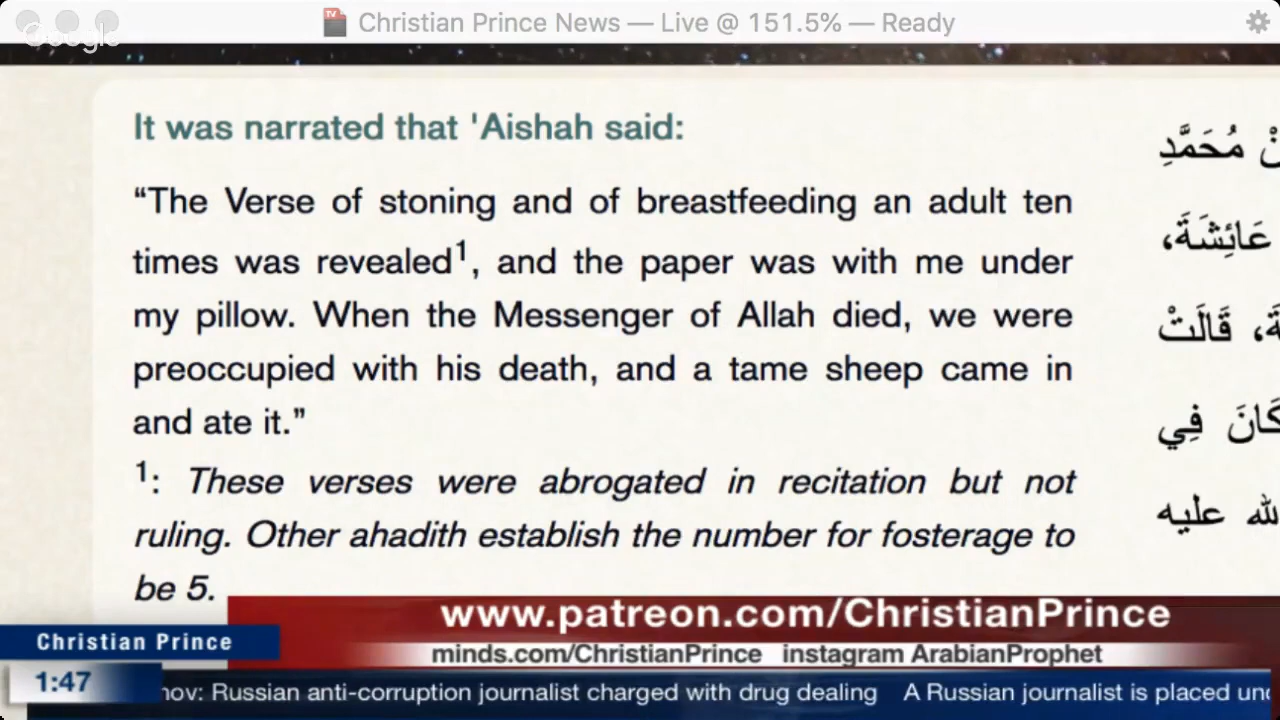 Christian Prince News — Live @ 151.5% — Ready
Google
It was narrated that 'Aishah said:
“The Verse of stoning and of breastfeeding an adult ten
times was revealed¹, and the paper was with me under
my pillow. When the Messenger of Allah died, we were
preoccupied with his death, and a tame sheep came in
and ate it.”
¹: These verses were abrogated in recitation but not
ruling. Other ahadith establish the number for fosterage to
be 5.
مُحَمَّدِ
عَائِشَةَ،
قَالَتْ
كَانَ فِي
الله عليه
www.patreon.com/ChristianPrince
Christian Prince
minds.com/ChristianPrince instagram ArabianProphet
1:47
nov: Russian anti-corruption journalist charged with drug dealing A Russian journalist is placed